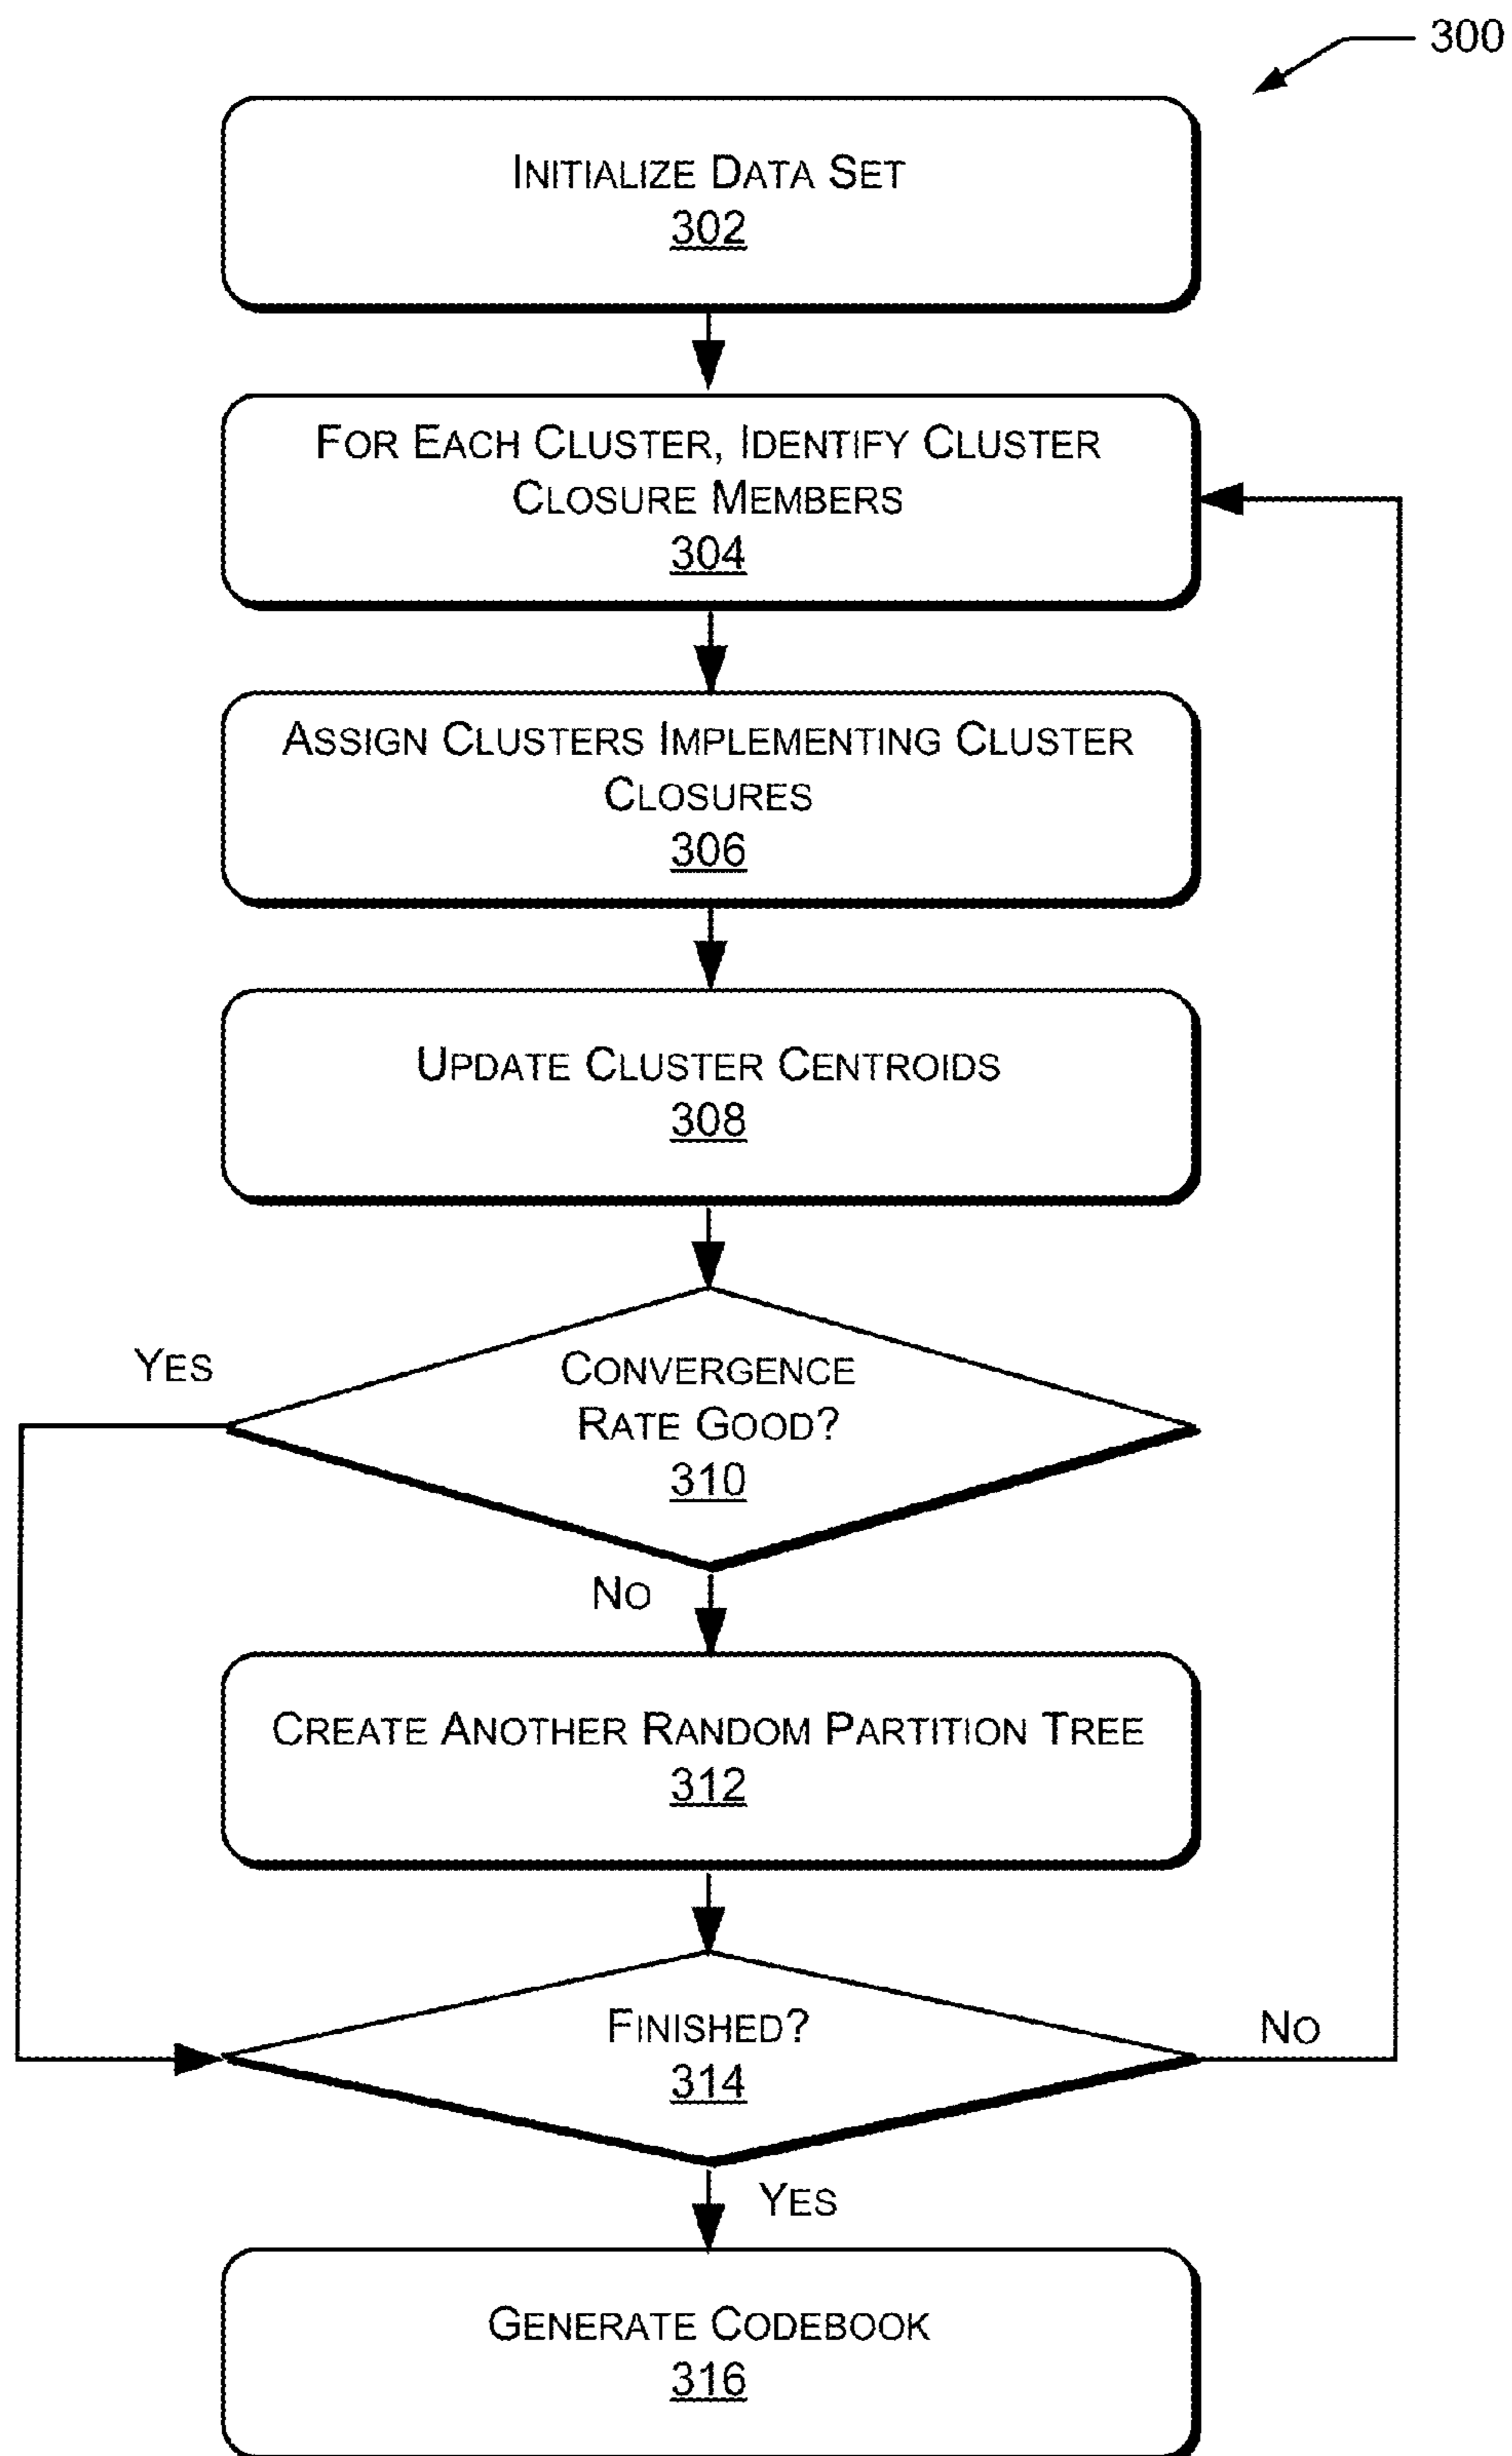 300
Initialize Data Set
302
For Each Cluster, Identify Cluster
Closure Members
304
Assign Clusters Implementing Cluster
Closures
306
Update Cluster Centroids
308
Yes
Convergence
Rate Good?
310
No
Create Another Random Partition Tree
312
Finished?
314
No
Yes
Generate Codebook
316